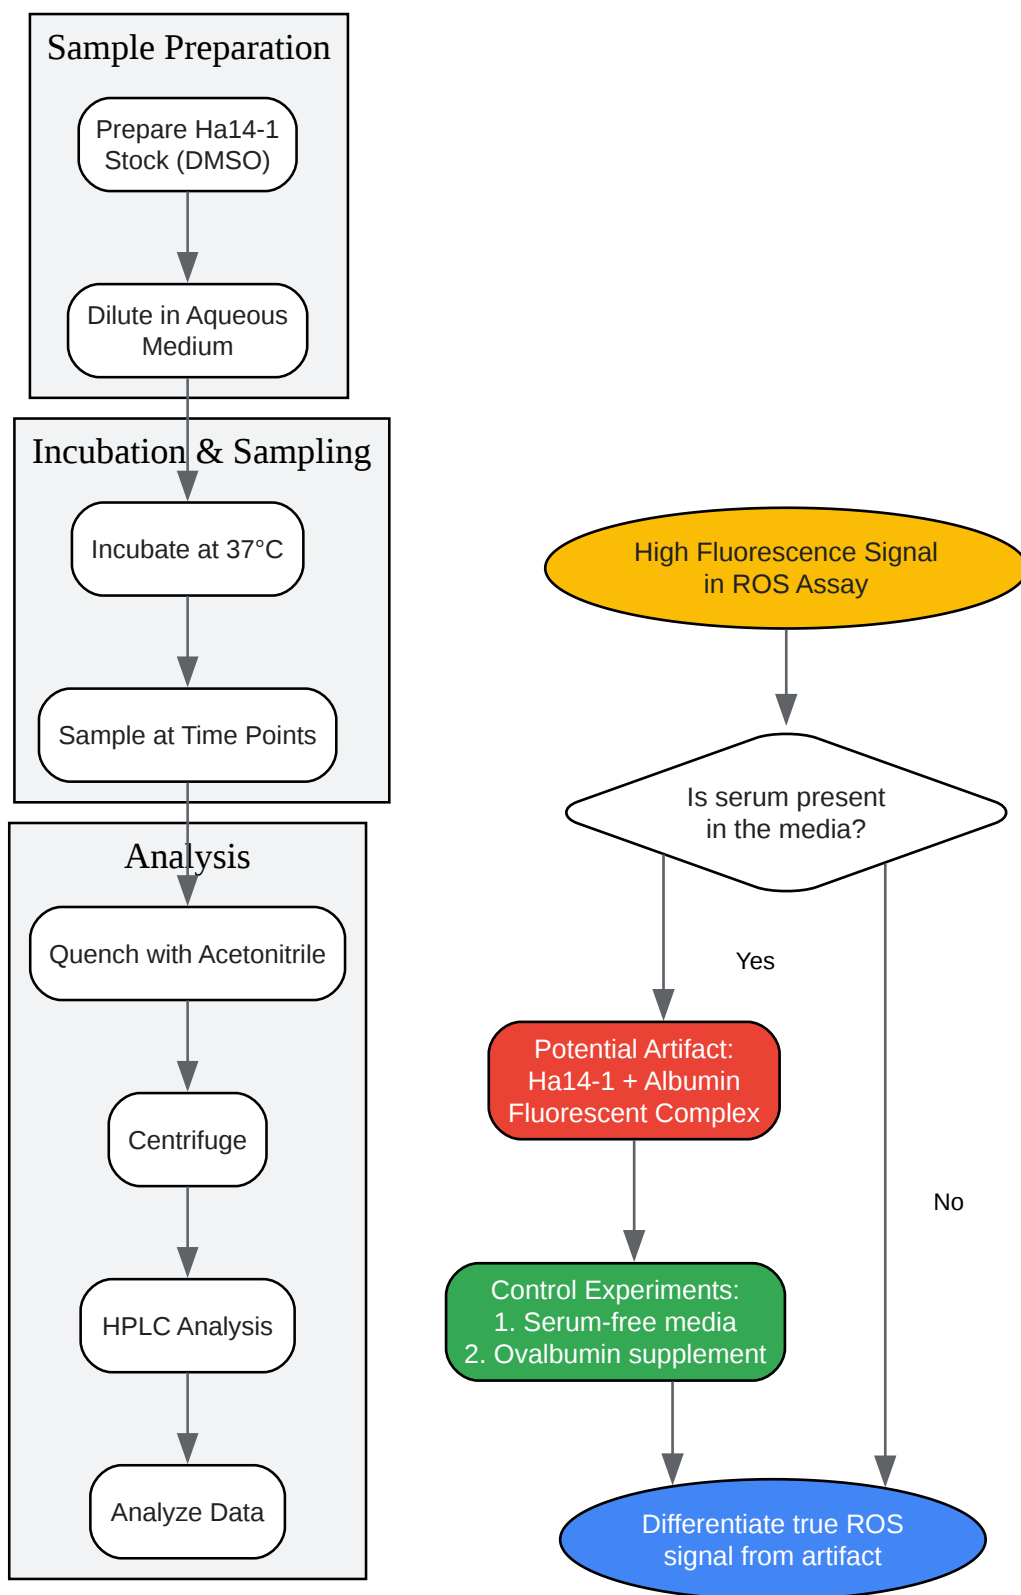 Sample Preparation
Prepare Ha14-1
Stock (DMSO)
Dilute in Aqueous
Medium
Incubation & Sampling
Incubate at 37°C
Sample at Time Points
Analysis
Quench with Acetonitrile
Centrifuge
HPLC Analysis
Analyze Data
High Fluorescence Signal
in ROS Assay
Is serum present
in the media?
Yes
Potential Artifact:
Ha14-1 + Albumin
Fluorescent Complex
No
Control Experiments:
1. Serum-free media
2. Ovalbumin supplement
Differentiate true ROS
signal from artifact